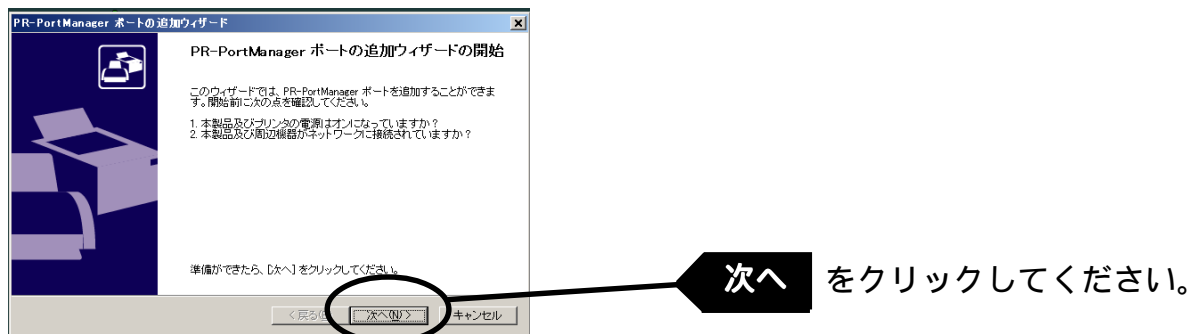 PR-PortManager ポートの追加ウィザード
PR-PortManager ポートの追加ウィザードの開始
このウィザードでは、PR-PortManager ポートを追加することができま
す。開始前に次の点を確認してください。
1. 本製品及びプリンタの電源はオンになっていますか?
2. 本製品及び周辺機器がネットワークに接続されていますか?
準備ができたら、[次へ] をクリックしてください。
次へ をクリックしてください。
< 戻る 次へ(N) > キャンセル